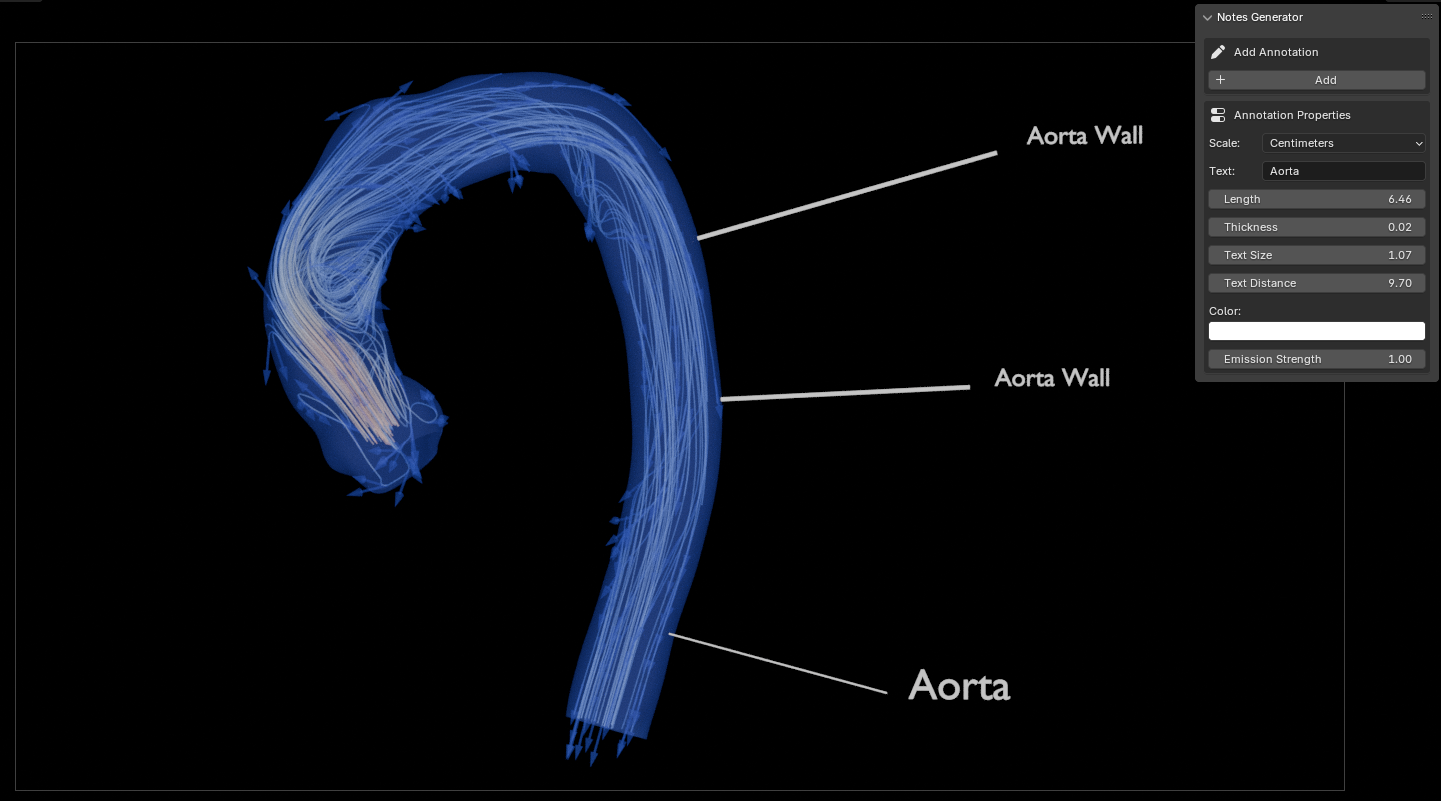 Notes Generator
Add Annotation
Add
Annotation Properties
Scale: Centimeters
Text: Aorta
Length 6.46
Thickness 0.02
Text Size 1.07
Text Distance 9.70
Color:
Emission Strength 1.00
Aorta Wall
Aorta Wall
Aorta